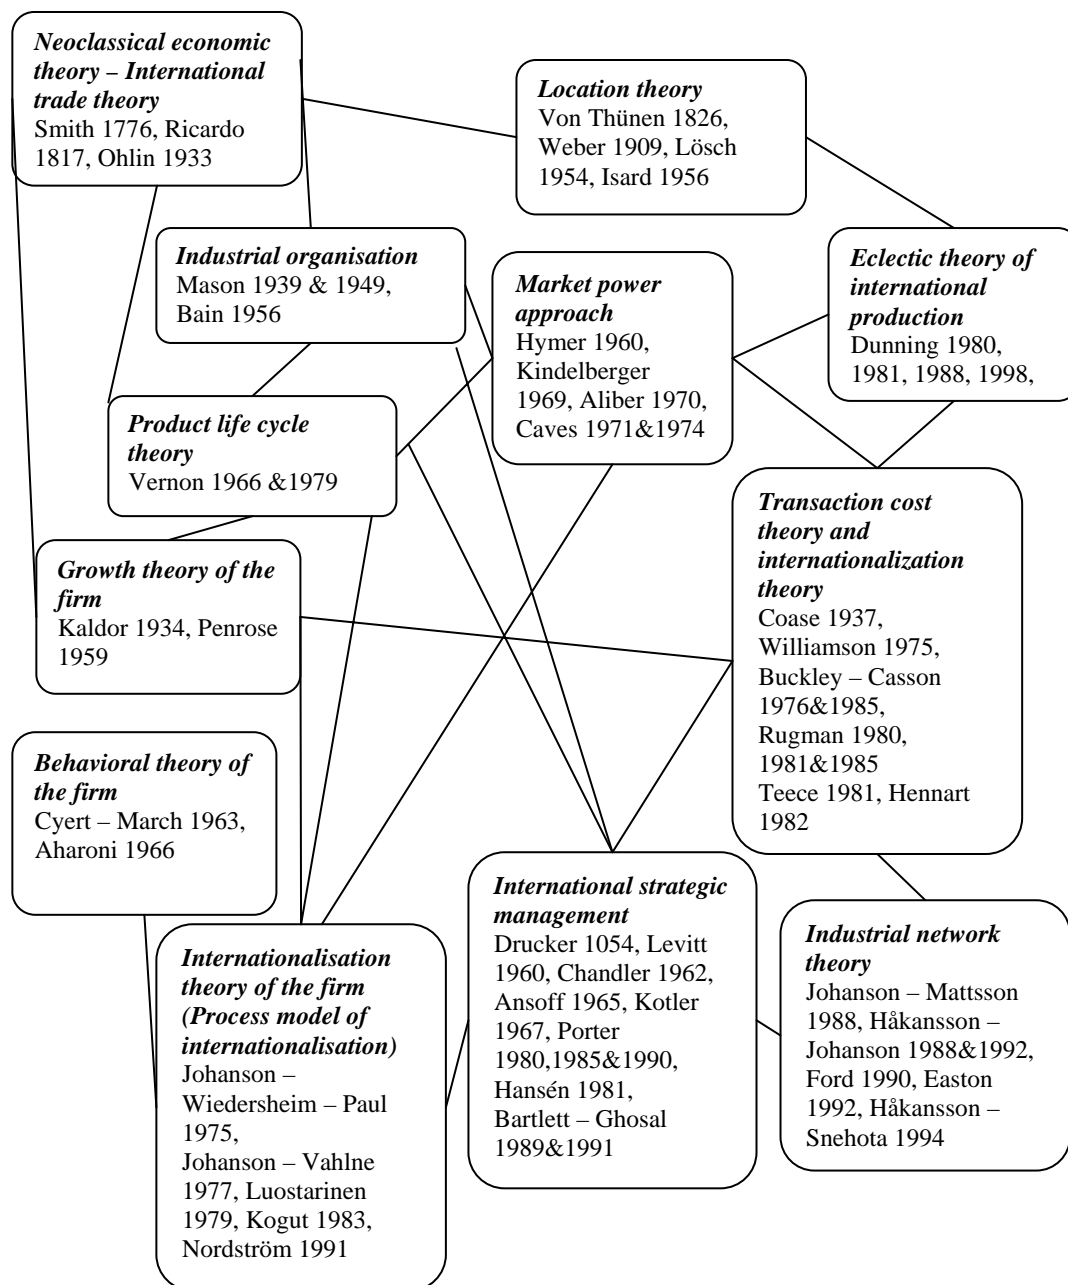 Neoclassical economic
theory – International
trade theory
Smith 1776, Ricardo
1817, Ohlin 1933
Location theory
Von Thünen 1826,
Weber 1909, Lösch
1954, Isard 1956
Industrial organisation
Mason 1939 & 1949,
Bain 1956
Market power
approach
Hymer 1960,
Kindelberger
1969, Aliber 1970,
Caves 1971&1974
Eclectic theory of
international
production
Dunning 1980,
1981, 1988, 1998,
Product life cycle
theory
Vernon 1966 &1979
Growth theory of the
firm
Kaldor 1934, Penrose
1959
Transaction cost
theory and
internationalization
theory
Coase 1937,
Williamson 1975,
Buckley – Casson
1976&1985,
Rugman 1980,
1981&1985
Teece 1981, Hennart
1982
Behavioral theory of
the firm
Cyert – March 1963,
Aharoni 1966
Internationalisation
theory of the firm
(Process model of
internationalisation)
Johanson –
Wiedersheim – Paul
1975,
Johanson – Vahlne
1977, Luostarinen
1979, Kogut 1983,
Nordström 1991
International strategic
management
Drucker 1054, Levitt
1960, Chandler 1962,
Ansoff 1965, Kotler
1967, Porter
1980,1985&1990,
Hansén 1981,
Bartlett – Ghosal
1989&1991
Industrial network
theory
Johanson – Mattsson
1988, Håkansson –
Johanson 1988&1992,
Ford 1990, Easton
1992, Håkansson –
Snehota 1994